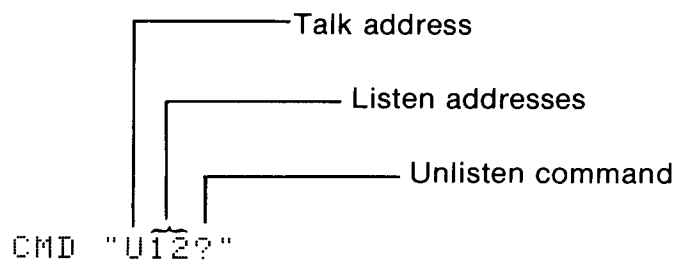 Talk address
Listen addresses
Unlisten command
CMD "U12?"